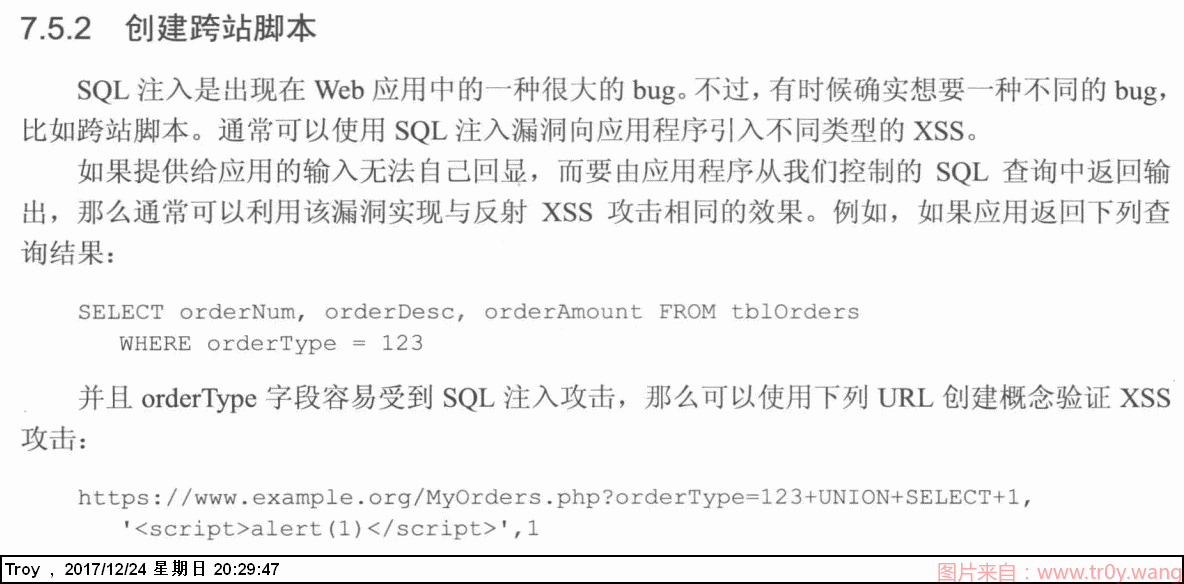 7.5.2 创建跨站脚本
SQL 注入是出现在 Web 应用中的一种很大的 bug。不过，有时候确实想要一种不同的 bug，
比如跨站脚本。通常可以使用 SQL 注入漏洞向应用程序引入不同类型的 XSS。
如果提供给应用的输入无法自己回显，而要由应用程序从我们控制的 SQL 查询中返回输
出，那么通常可以利用该漏洞实现与反射 XSS 攻击相同的效果。例如，如果应用返回下列查
询结果：
SELECT orderNum, orderDesc, orderAmount FROM tblOrders
WHERE orderType = 123
并且 orderType 字段容易受到 SQL 注入攻击，那么可以使用下列 URL 创建概念验证 XSS
攻击：
https://www.example.org/MyOrders.php?orderType=123+UNION+SELECT+1,
'<script>alert(1)</script>',1
Troy , 2017/12/24 星期日 20:29:47
图片来自：www.tr0y.wang